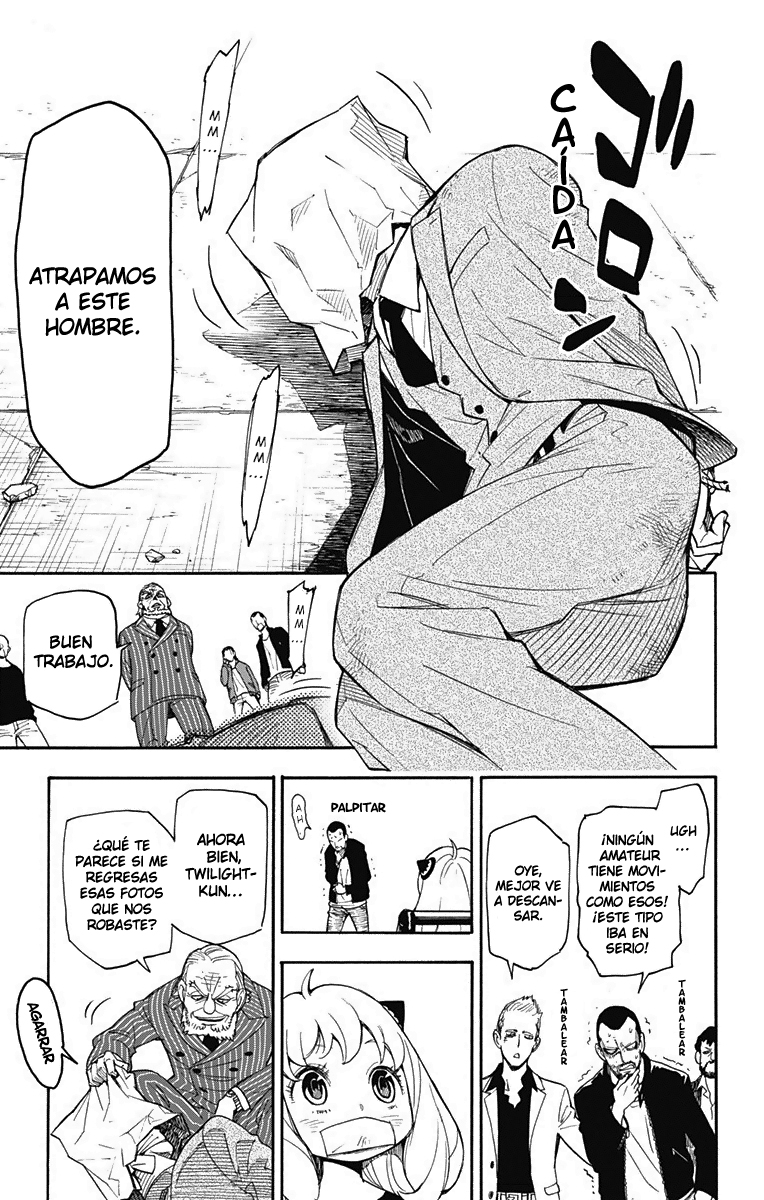 CAÍDA
ゴロン
MM...
ATRAPAMOS
A ESTE
HOMBRE.
MM...
MM...
BUEN
TRABAJO.
UGH
...
¡NINGÚN
AMATEUR
TIENE MOVI-
MIENTOS
COMO ESOS!
¡ESTE TIPO
IBA EN
SERIO!
OYE,
MEJOR VE
A DESCAN-
SAR.
TAMBALEAR
TAMBALEAR
PALPITAR
AH
AHORA
BIEN,
TWILIGHT-
KUN...
¿QUÉ TE
PARECE SI ME
REGRESAS
ESAS FOTOS
QUE NOS
ROBASTE?
AGARRAR